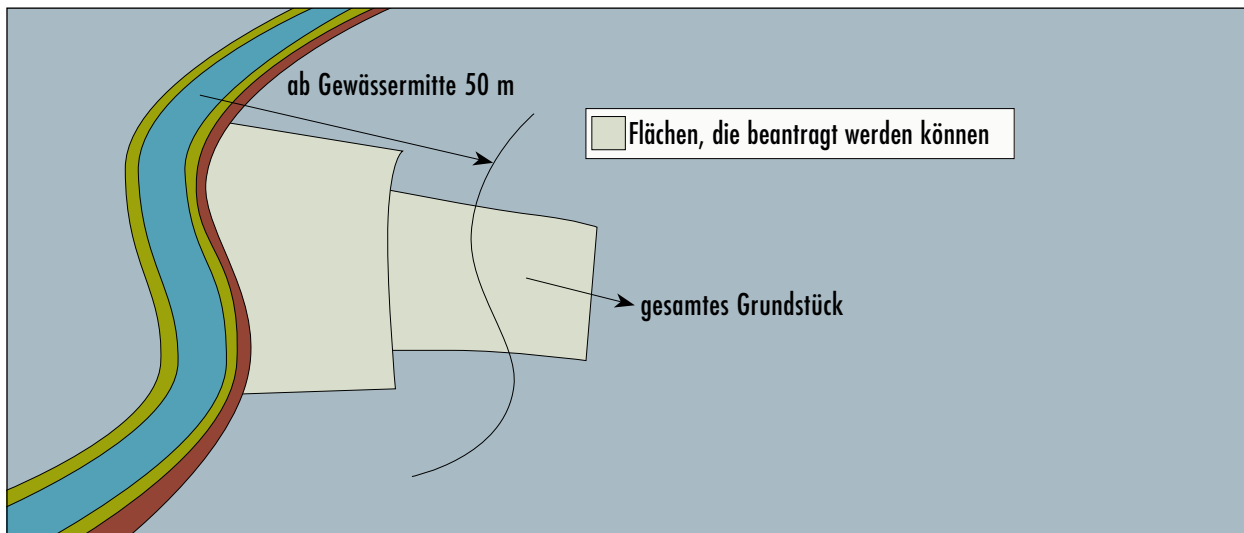 ab Gewässermitte 50 m
Flächen, die beantragt werden können
gesamtes Grundstück